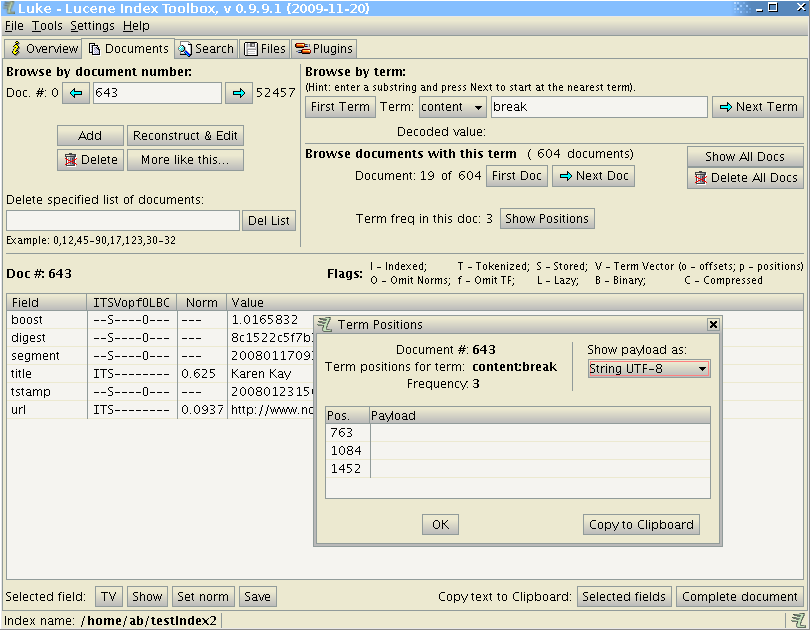 Luke - Lucene Index Toolbox, v 0.9.9.1 (2009-11-20)
File Tools Settings Help
Overview Documents Search Files Plugins
Browse by document number:
Doc. #: 0 643 52457
Add Reconstruct & Edit
Delete More like this...
Delete specified list of documents:
Del List
Example: 0,12,45-90,17,123,30-32
Browse by term:
(Hint: enter a substring and press Next to start at the nearest term).
First Term Term: content break Next Term
Decoded value:
Browse documents with this term ( 604 documents)
Show All Docs
Document: 19 of 604 First Doc Next Doc
Delete All Docs
Term freq in this doc: 3 Show Positions
Doc #: 643
Flags: I - Indexed; T - Tokenized; S - Stored; V - Term Vector (o - offsets; p - positions)
O - Omit Norms; f - Omit TF; L - Lazy; B - Binary; C - Compressed
Field ITSVopf0LBC Norm Value
boost --S----0--- --- 1.0165832
digest --S----0--- --- 8c1522c5f7b
segment --S----0--- --- 2008011709
title ITS-------- 0.625 Karen Kay
tstamp --S----0--- --- 2008012315
url ITS-------- 0.0937 http://www.no
Term Positions
Document #: 643
Term positions for term: content:break
Frequency: 3
Show payload as:
String UTF-8
Pos. Payload
763
1084
1452
OK Copy to Clipboard
Selected field: TV Show Set norm Save Copy text to Clipboard: Selected fields Complete document
Index name: /home/ab/testIndex2